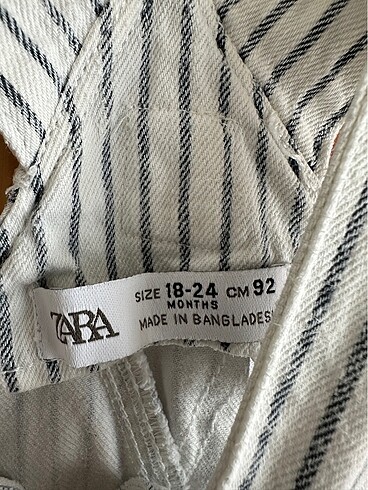 ZARA
SIZE 18-24 CM 92
MONTHS
MADE IN BANGLADES